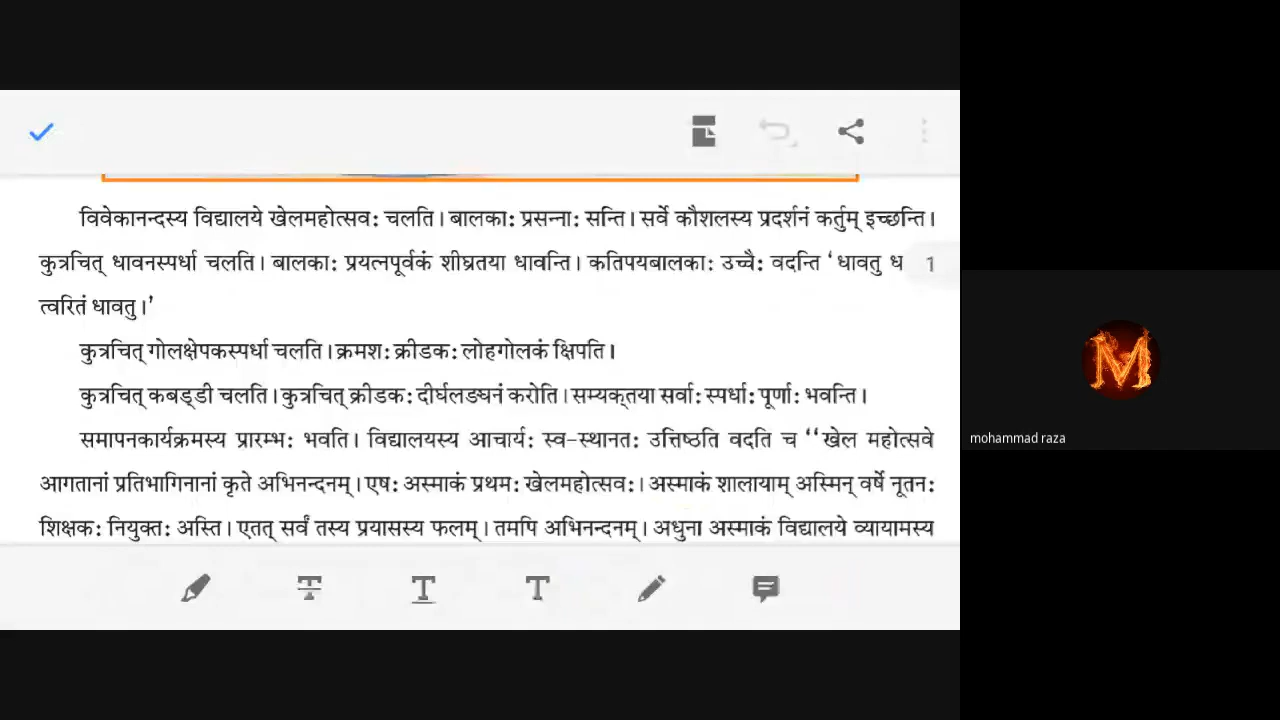 विवेकानन्दस्य विद्यालये खेलमहोत्सवः चलति। बालकाः प्रसन्नाः सन्ति। सर्वे कौशलस्य प्रदर्शनं कर्तुम् इच्छन्ति।
कुत्रचित् धावनस्पर्धा चलति। बालकाः प्रयत्नपूर्वकं शीघ्रतया धावन्ति। कतिपयबालकाः उच्चैः वदन्ति ‘धावतु ध
1
त्वरितं धावतु।’
कुत्रचित् गोलक्षेपकस्पर्धा चलति। क्रमशः क्रीडकः लोहगोलकं क्षिपति।
कुत्रचित् कबड्डी चलति। कुत्रचित् क्रीडकः दीर्घलङघनं करोति। सम्यक्‌तया सर्वाः स्पर्धाः पूर्णाः भवन्ति।
समापनकार्यक्रमस्य प्रारम्भः भवति। विद्यालयस्य आचार्यः स्व-स्थानतः उत्तिष्ठति वदति च ‘‘खेल महोत्सवे
आगतानां प्रतिभागिनानां कृते अभिनन्दनम्। एषः अस्माकं प्रथमः खेलमहोत्सवः। अस्माकं शालायाम् अस्मिन् वर्षे नूतनः
शिक्षकः नियुक्तः अस्ति। एतत् सर्वं तस्य प्रयासस्य फलम्। तमपि अभिनन्दनम्। अधुना अस्माकं विद्यालये व्यायामस्य
mohammad raza